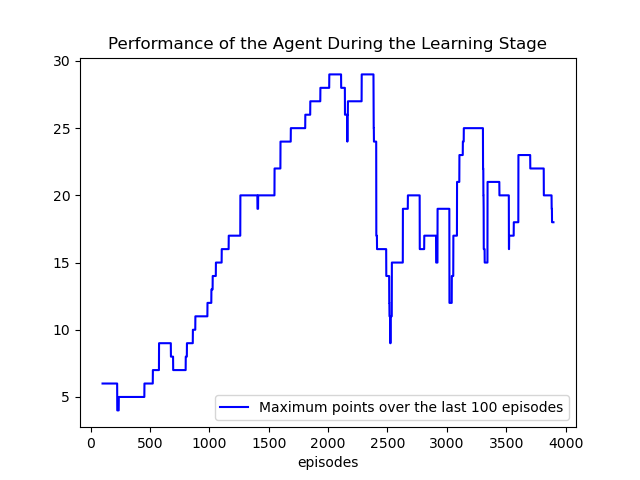 Performance of the Agent During the Learning Stage
30
25
20
15
10
5
Maximum points over the last 100 episodes
0 500 1000 1500 2000 2500 3000 3500 4000
episodes